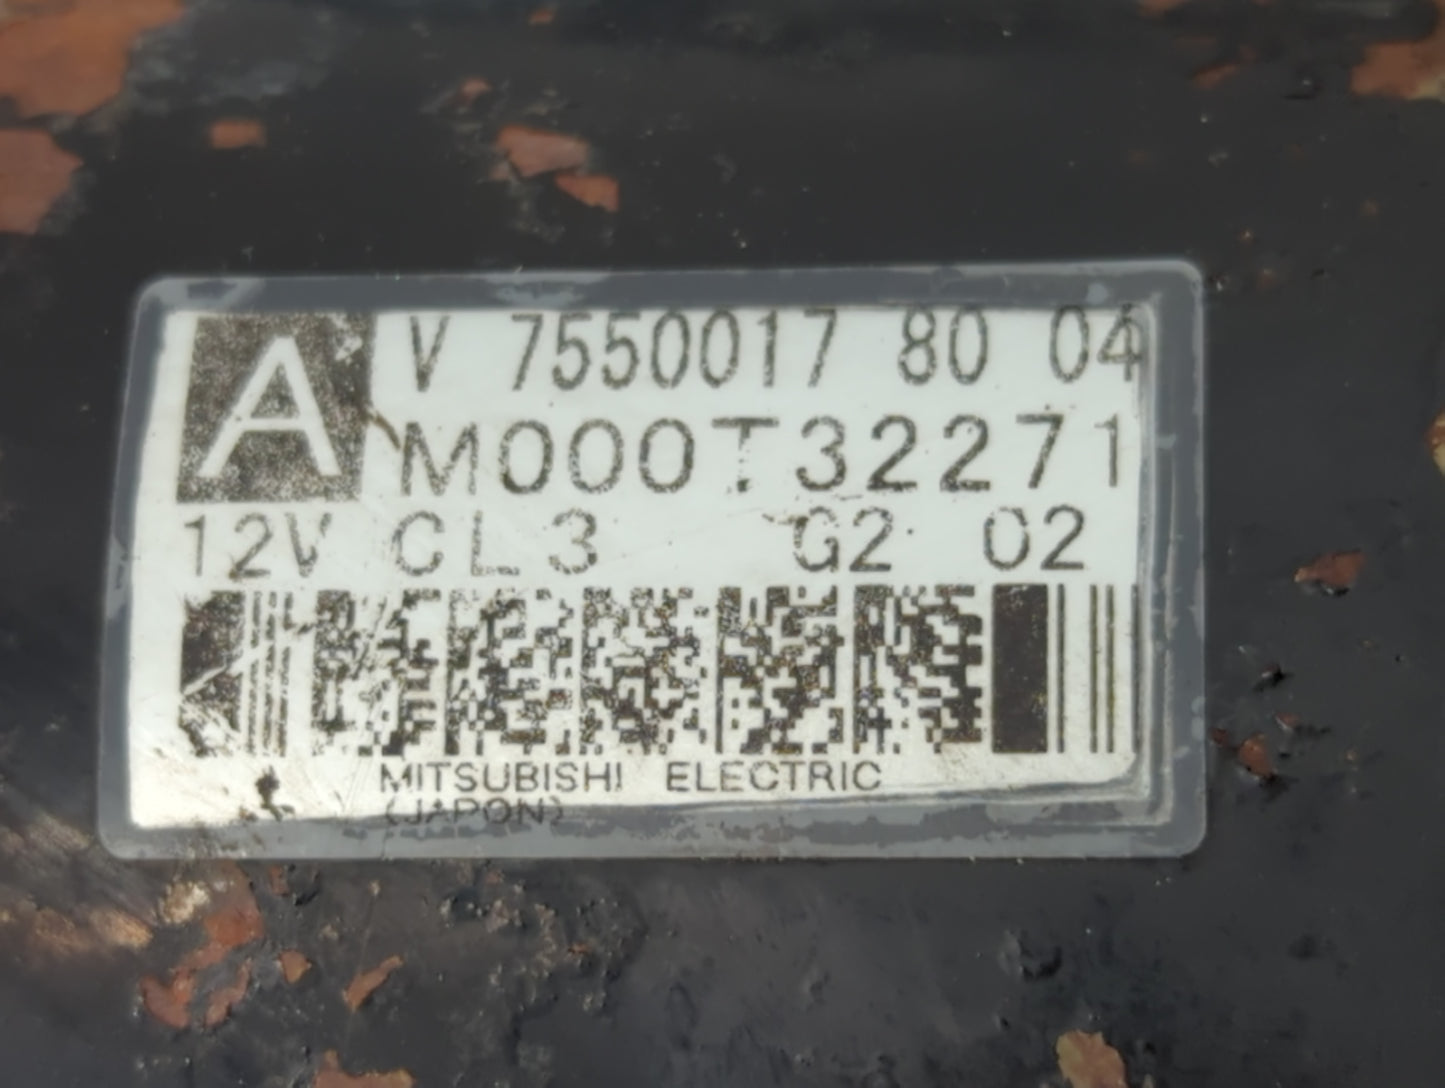 A V 7550017 80 04
M000T32271
12V CL3 G2 02
MITSUBISHI ELECTRIC
(JAPON)